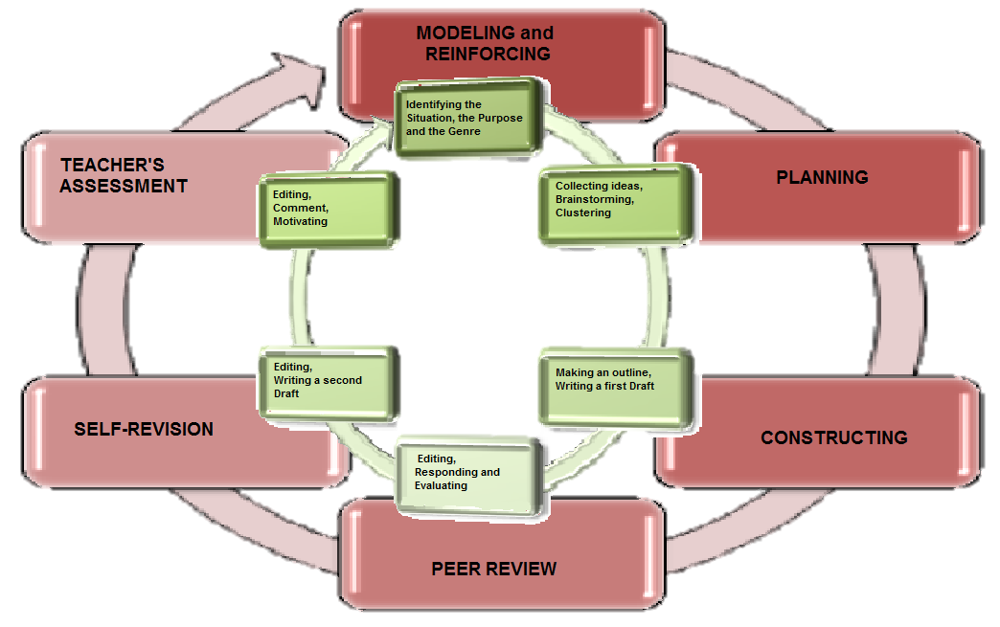 MODELING and
REINFORCING
Identifying the
Situation, the Purpose
and the Genre
PLANNING
Collecting ideas,
Brainstorming,
Clustering
CONSTRUCTING
Making an outline,
Writing a first Draft
PEER REVIEW
Editing,
Responding and
Evaluating
SELF-REVISION
Editing,
Writing a second
Draft
TEACHER'S
ASSESSMENT
Editing,
Comment,
Motivating